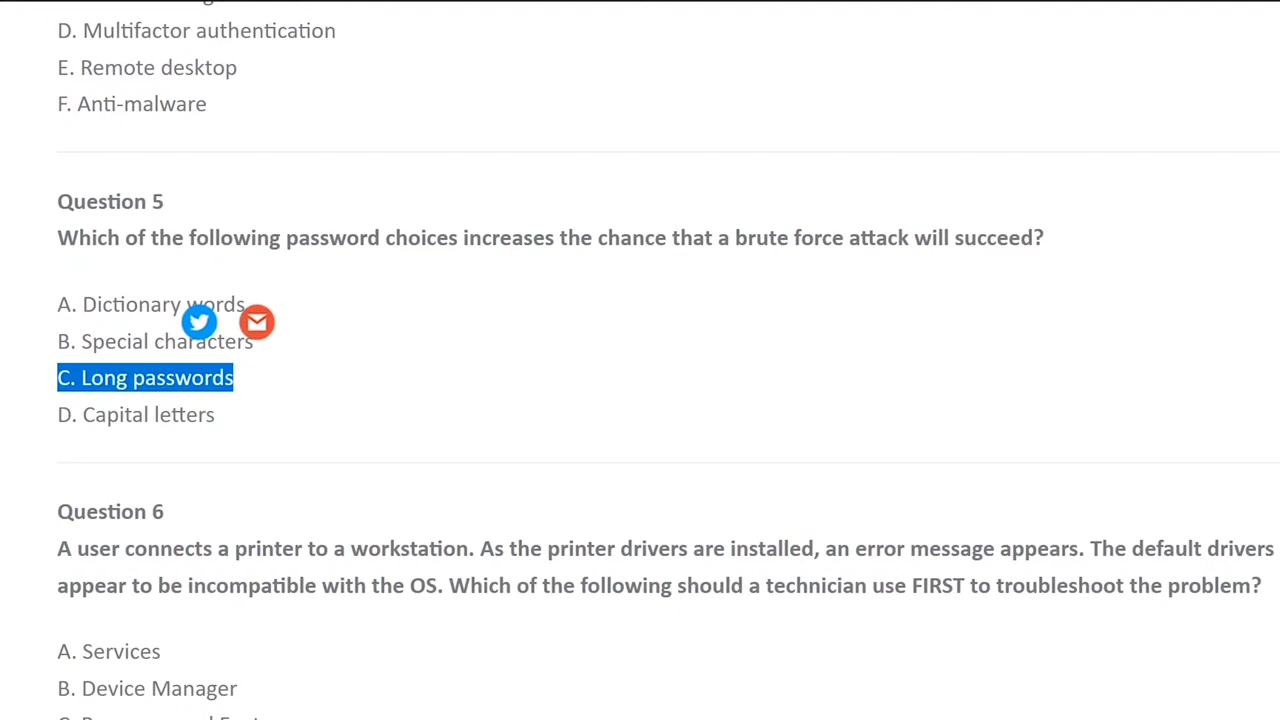 D. Multifactor authentication
E. Remote desktop
F. Anti-malware
Question 5
Which of the following password choices increases the chance that a brute force attack will succeed?
A. Dictionary words
B. Special characters
C. Long passwords
D. Capital letters
Question 6
A user connects a printer to a workstation. As the printer drivers are installed, an error message appears. The default drivers
appear to be incompatible with the OS. Which of the following should a technician use FIRST to troubleshoot the problem?
A. Services
B. Device Manager